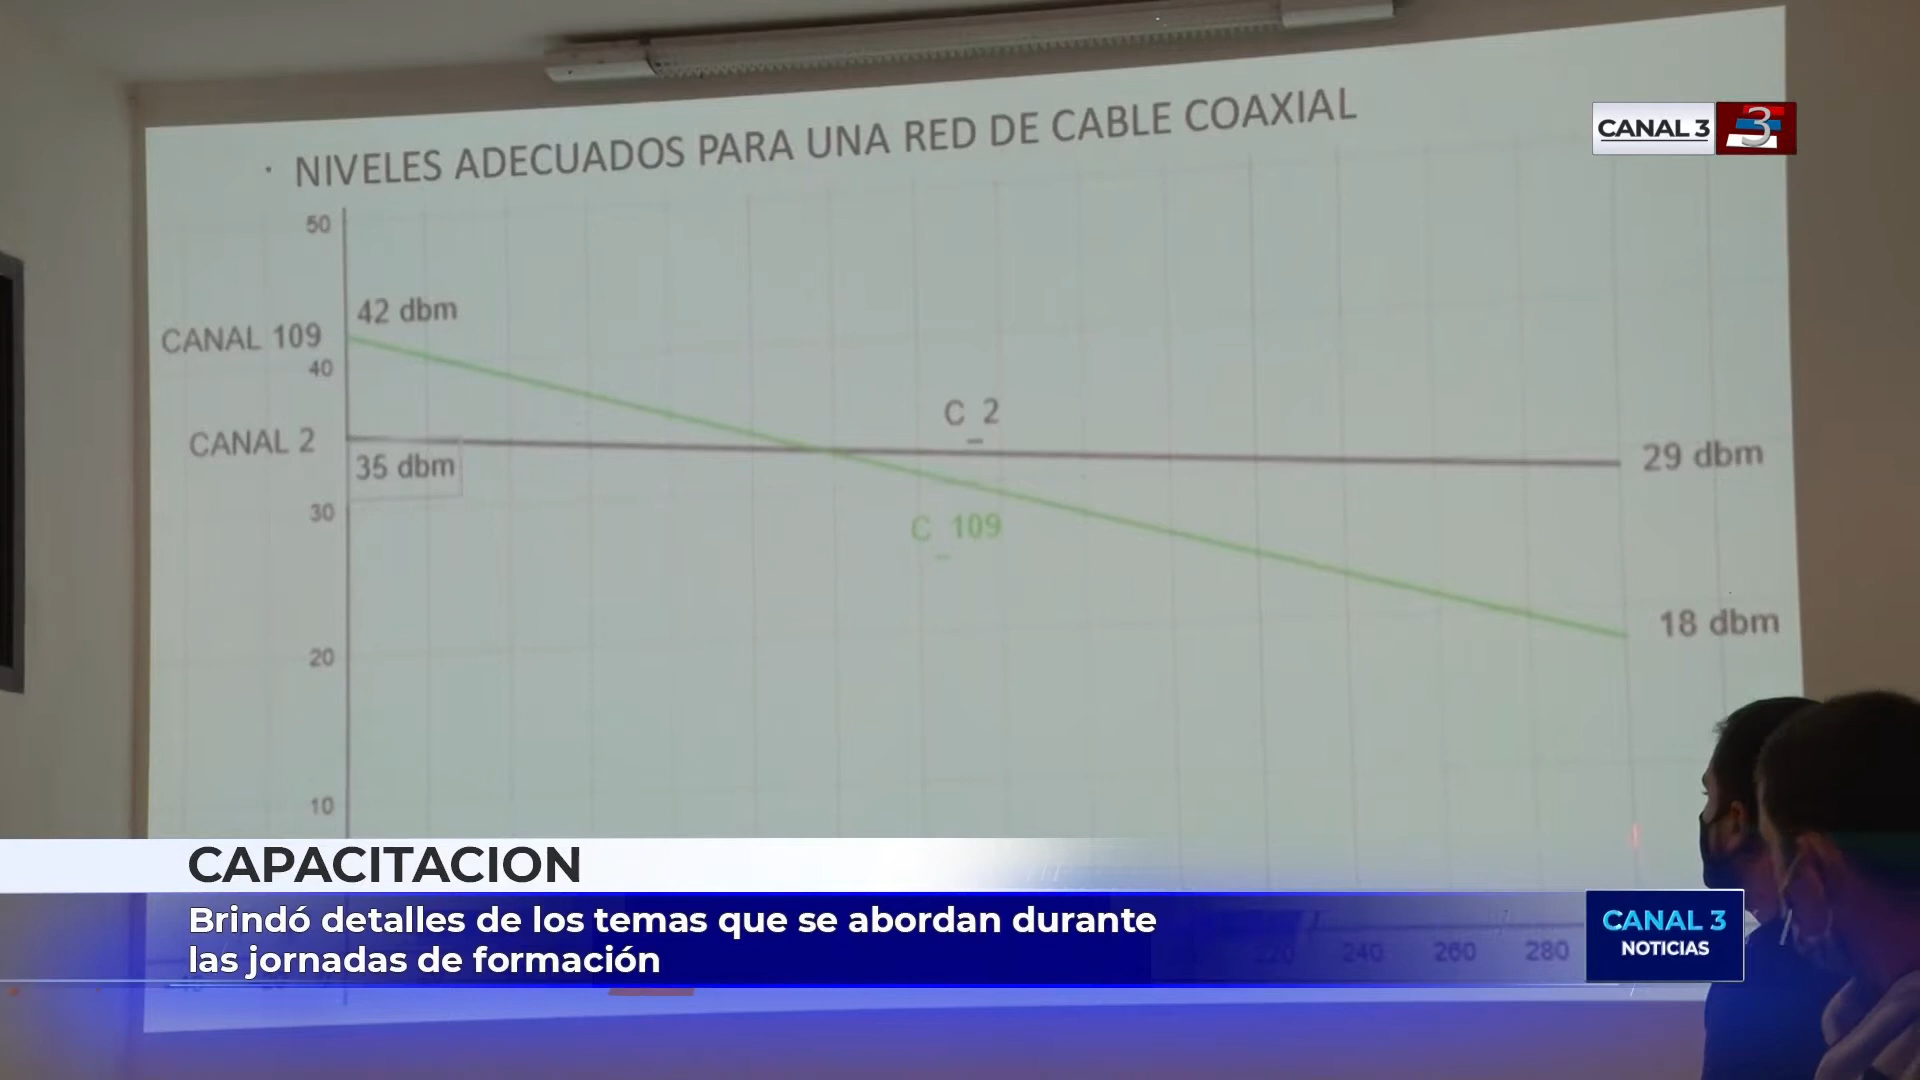 · NIVELES ADECUADOS PARA UNA RED DE CABLE COAXIAL
CANAL 3 3
50
42 dbm
CANAL 109
40
C_2
CANAL 2
35 dbm
29 dbm
30
C_109
18 dbm
20
10
CAPACITACION
Brindó detalles de los temas que se abordan durante
las jornadas de formación
220 240 260 280
CANAL 3
NOTICIAS